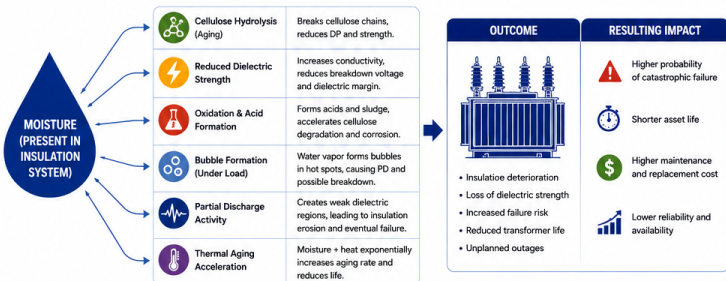 MOISTURE
(PRESENT IN
INSULATION
SYSTEM)
Cellulose Hydrolysis
(Aging)
Breaks cellulose chains,
reduces DP and strength.
Reduced Dielectric
Strength
Increases conductivity,
reduces breakdown voltage
and dielectric margin.
Oxidation & Acid
Formation
Forms acids and sludge,
accelerates cellulose
degradation and corrosion.
Bubble Formation
(Under Load)
Water vapor forms bubbles
in hot spots, causing PD and
possible breakdown.
Partial Discharge
Activity
Creates weak dielectric
regions, leading to insulation
erosion and eventual failure.
Thermal Aging
Acceleration
Moisture + heat exponentially
increases aging rate and
reduces life.
OUTCOME
• Insulatioe deterioration
• Loss of dielectric strength
• Increased failure risk
• Reduced transformer life
• Unplanned outages
RESULTING IMPACT
Higher probability
of catastrophic failure
Shorter asset life
$
Higher maintenance
and replacement cost
Lower reliability and
availability